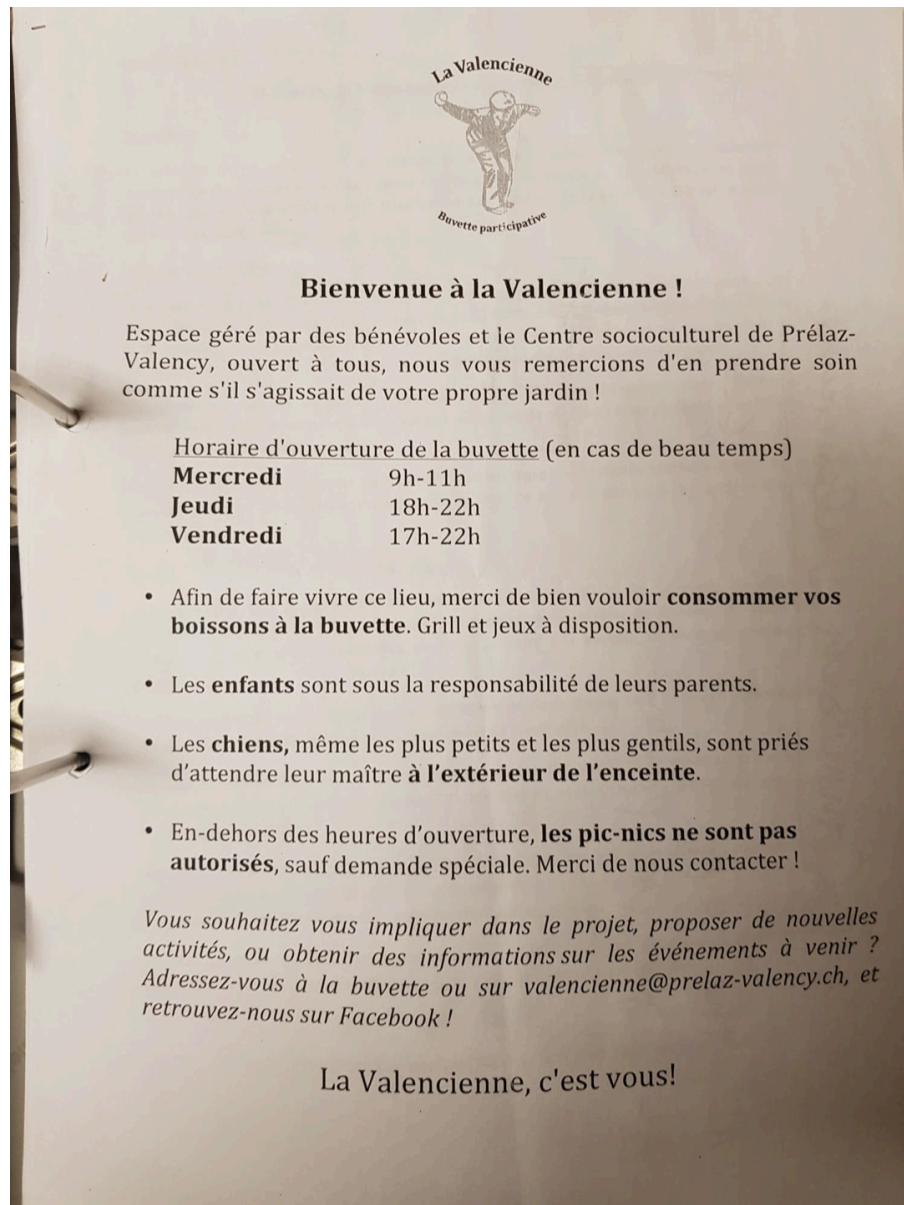 La Valencienne
Buvette participative
Bienvenue à la Valencienne !
Espace géré par des bénévoles et le Centre socioculturel de Prélaz-
Valency, ouvert à tous, nous vous remercions d'en prendre soin
comme s'il s'agissait de votre propre jardin !
Horaire d'ouverture de la buvette (en cas de beau temps)
Mercredi 9h-11h
Jeudi 18h-22h
Vendredi 17h-22h
• Afin de faire vivre ce lieu, merci de bien vouloir consommer vos
boissons à la buvette. Grill et jeux à disposition.
• Les enfants sont sous la responsabilité de leurs parents.
• Les chiens, même les plus petits et les plus gentils, sont priés
d’attendre leur maître à l’extérieur de l’enceinte.
• En-dehors des heures d’ouverture, les pic-nics ne sont pas
autorisés, sauf demande spéciale. Merci de nous contacter !
Vous souhaitez vous impliquer dans le projet, proposer de nouvelles
activités, ou obtenir des informations sur les événements à venir ?
Adressez-vous à la buvette ou sur valencienne@prelaz-valency.ch, et
retrouvez-nous sur Facebook !
La Valencienne, c'est vous!